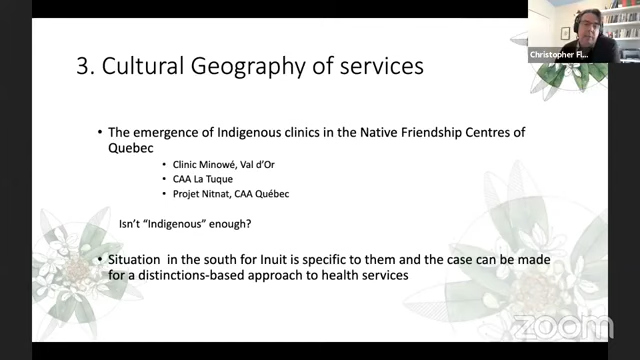 Christopher Fl...
3. Cultural Geography of services
• The emergence of Indigenous clinics in the Native Friendship Centres of
Quebec
• Clinic Minowé, Val d’Or
• CAA La Tuque
• Projet Nitnat, CAA Québec
Isn’t “Indigenous” enough?
• Situation in the south for Inuit is specific to them and the case can be made
for a distinctions-based approach to health services
zoom